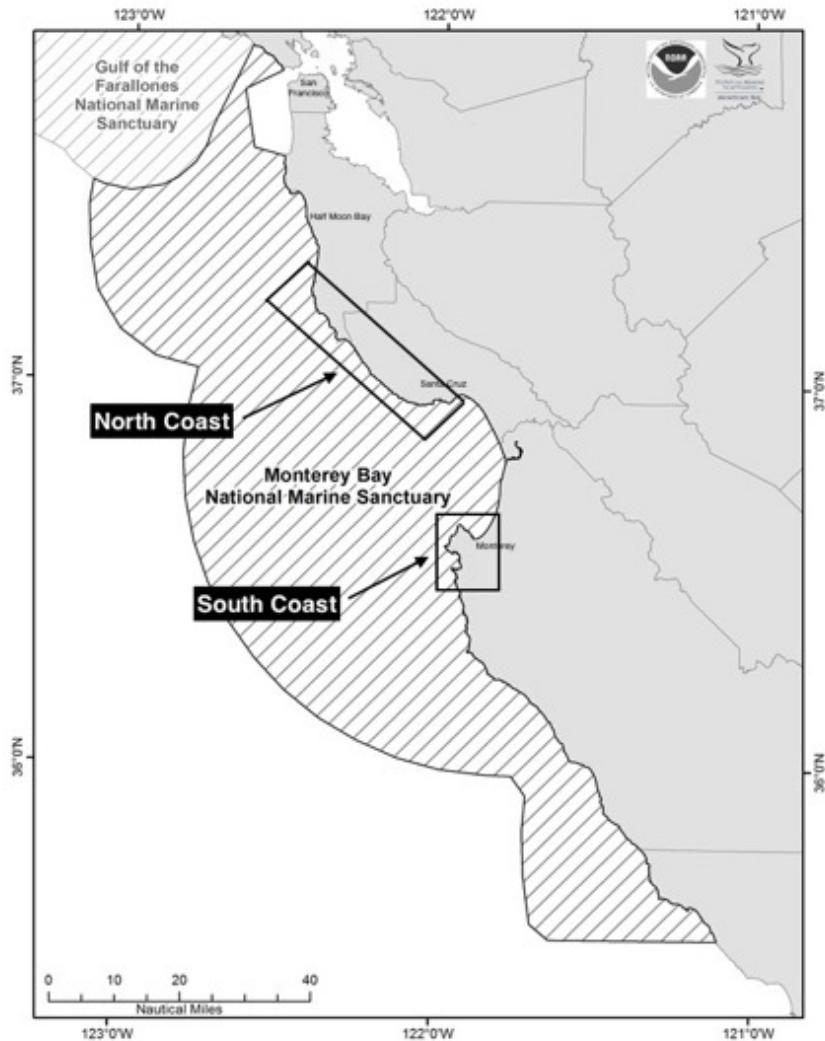 123°0'W 122°0'W 121°0'W
Gulf of the
Farallones
National Marine
Sanctuary
San
Francisco
NOAA
Half Moon Bay
37°0'N
37°0'N
Santa Cruz
North Coast
Monterey Bay
National Marine Sanctuary
Monterey
South Coast
36°0'N
36°0'N
0 10 20 40
Nautical Miles
123°0'W 122°0'W 121°0'W